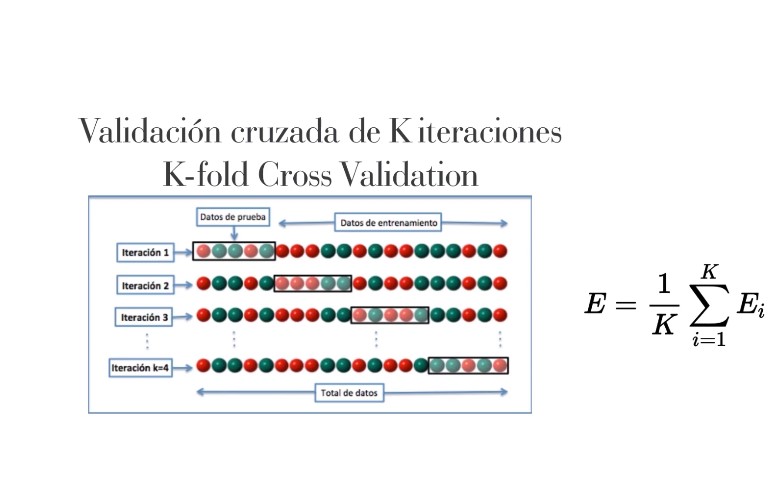 Validación cruzada de K iteraciones
K-fold Cross Validation
Datos de prueba
Datos de entrenamiento
Iteración 1
Iteración 2
Iteración 3
Iteración k=4
Total de datos
E = \frac{1}{K} \sum_{i=1}^{K} E_i